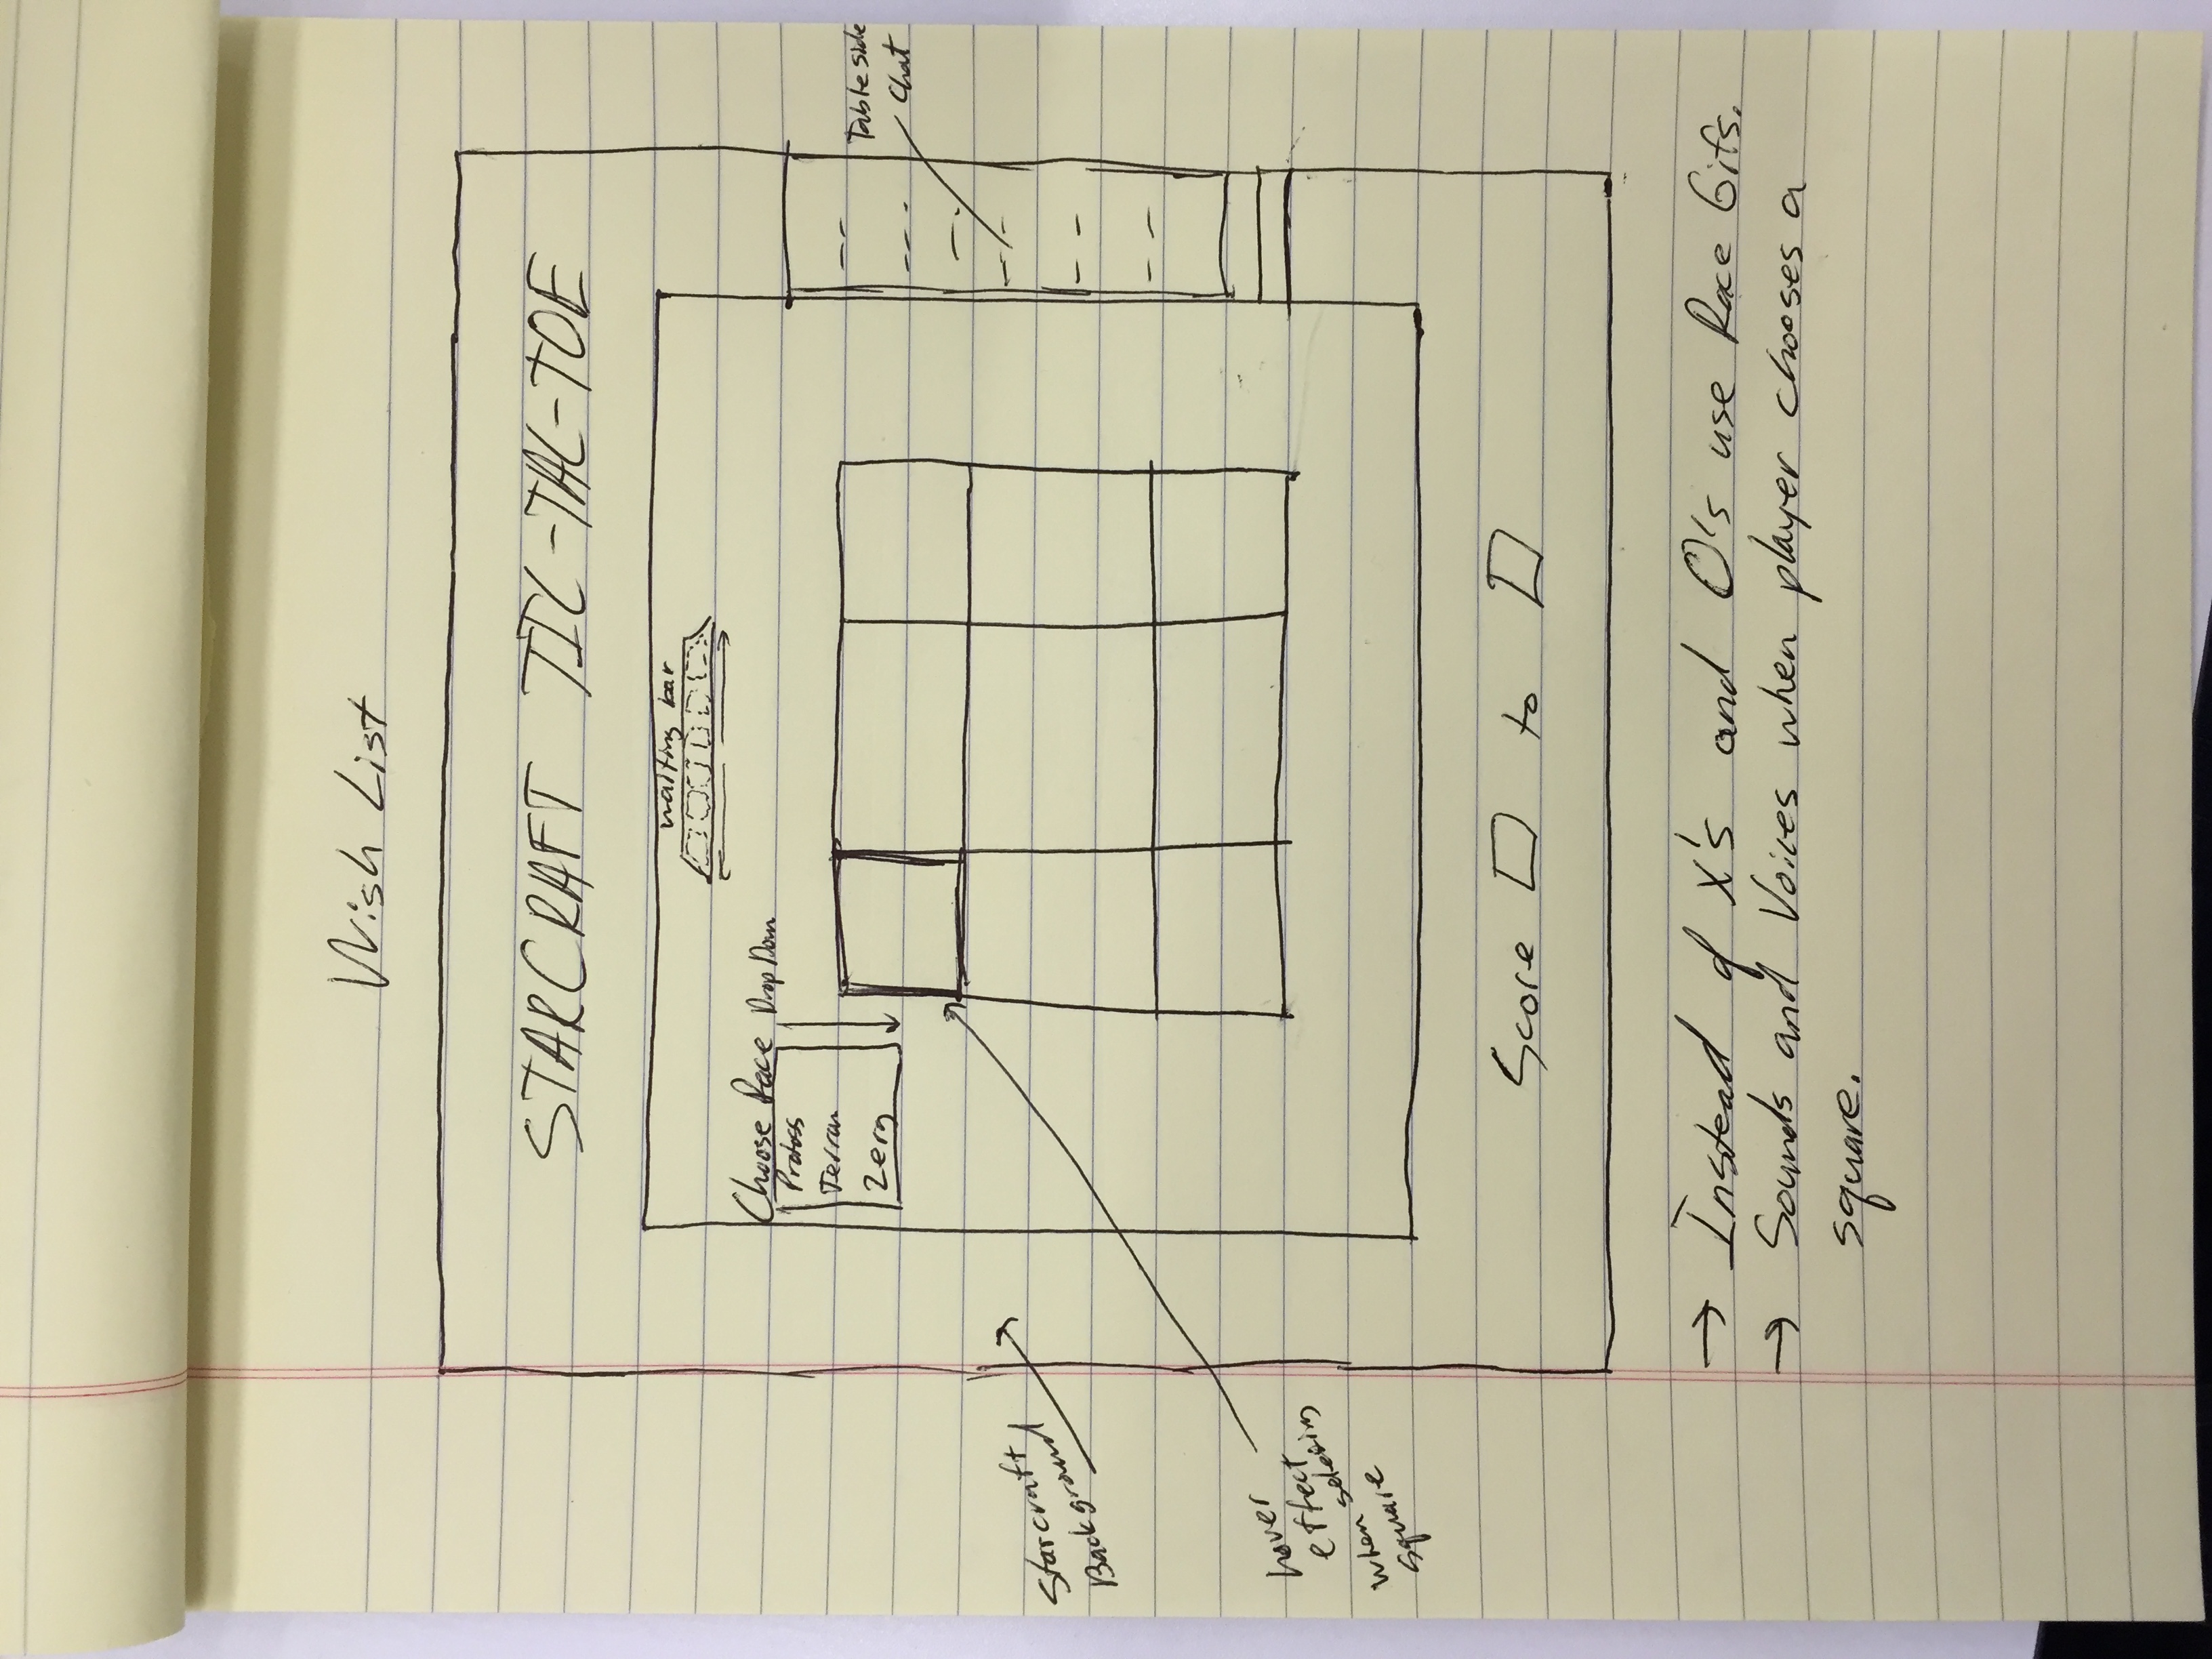 Wish List
STARCRAFT TIC-TAC-TOE
waiting bar
Choose Race Drop Down
Protoss
Terran
Zerg
Table side
Chat
Starcraft
Background
hover
effect
when selecting
square
Score to
→ Instead of X's and O's use Race Gifs.
→ Sounds and Voices when player chooses a
square.